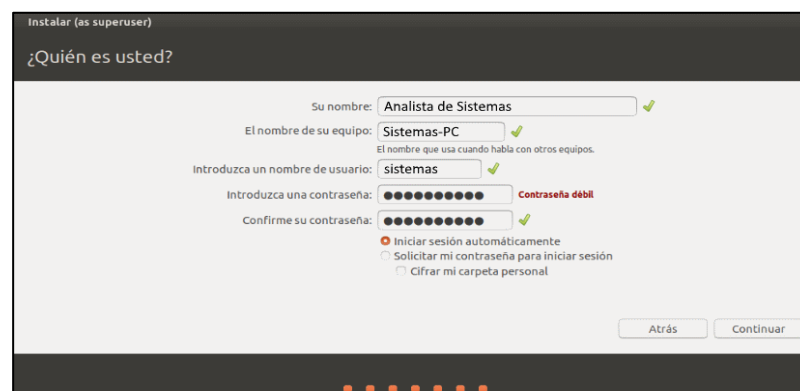 Instalar (as superuser)
¿Quién es usted?
Su nombre: Analista de Sistemas
El nombre de su equipo: Sistemas-PC
El nombre que usa cuando habla con otros equipos.
Introduzca un nombre de usuario: sistemas
Introduzca una contraseña: ●●●●●●●●●● Contraseña débil
Confirme su contraseña: ●●●●●●●●●●
Iniciar sesión automáticamente
Solicitar mi contraseña para iniciar sesión
Cifrar mi carpeta personal
Atrás Continuar